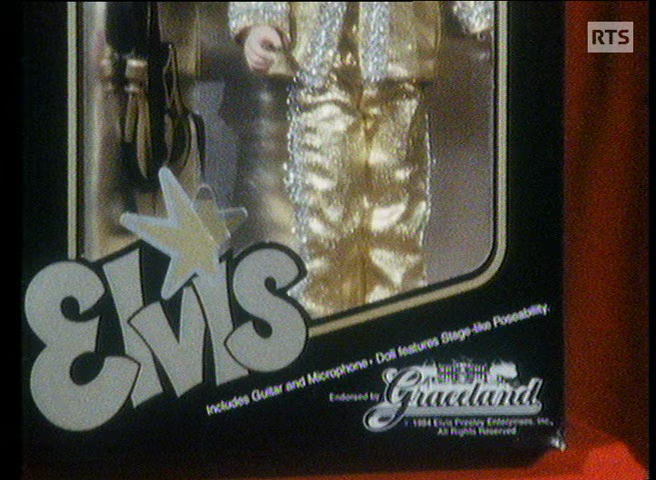 RTS
Elvis
Includes Guitar and Microphone • Doll features Stage-like Poseability.
Endorsed by Graceland
© 1984 Elvis Presley Enterprises, Inc.,
All Rights Reserved